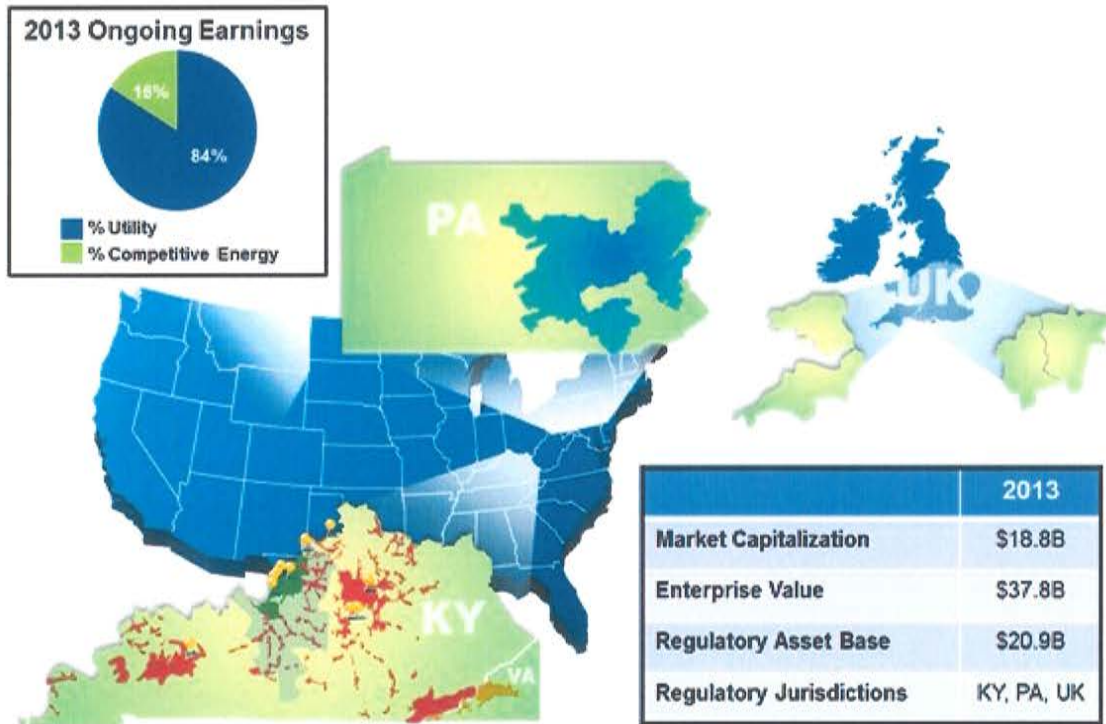 2013 Ongoing Earnings
16%
84%
% Utility
% Competitive Energy
PA
UK
KY
VA
2013
Market Capitalization $18.8B
Enterprise Value $37.8B
Regulatory Asset Base $20.9B
Regulatory Jurisdictions KY, PA, UK